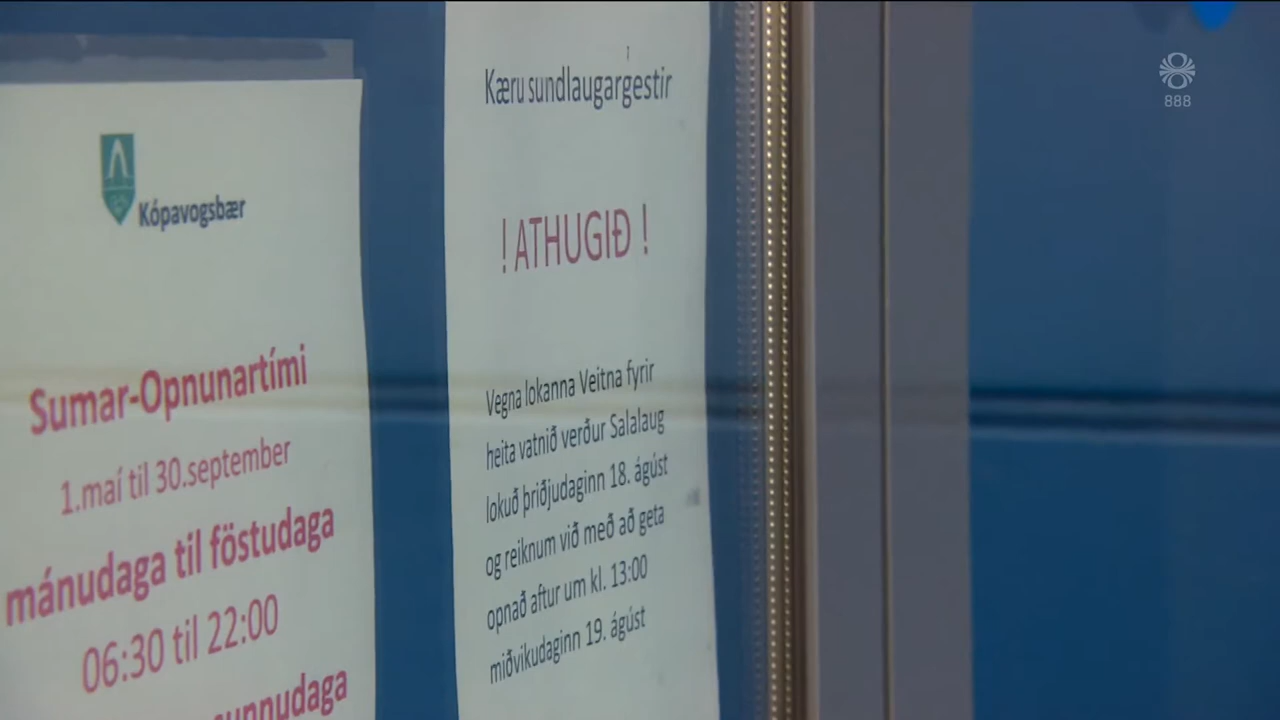 Kópavogsbær
Sumar-Opnunartími
1.maí til 30.september
mánudaga til föstudaga
06:30 til 22:00
Kæru sundlaugargestir
! ATHUGIÐ !
Vegna lokanna Veitna fyrir
heita vatnið verður Salalaug
lokuð þriðjudaginn 18. ágúst
og reiknum við með að geta
opnað aftur um kl. 13:00
miðvikudaginn 19. ágúst
888